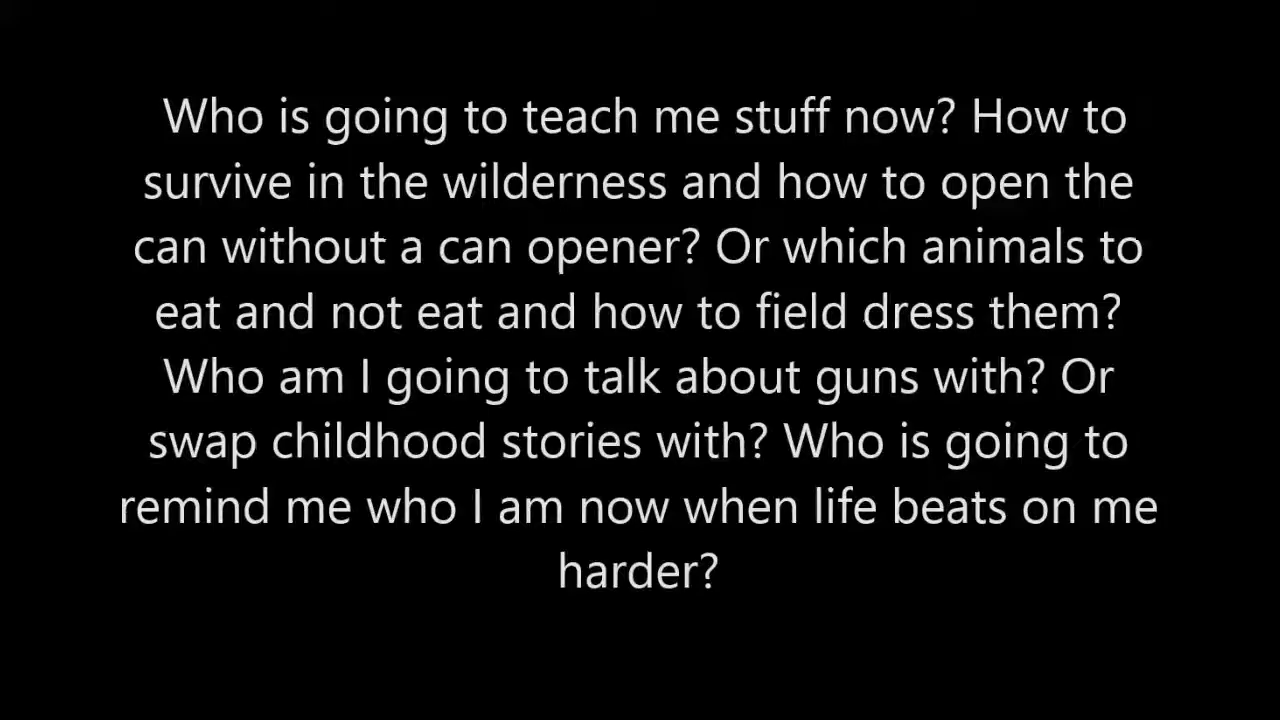 Who is going to teach me stuff now? How to
survive in the wilderness and how to open the
can without a can opener? Or which animals to
eat and not eat and how to field dress them?
Who am I going to talk about guns with? Or
swap childhood stories with? Who is going to
remind me who I am now when life beats on me
harder?